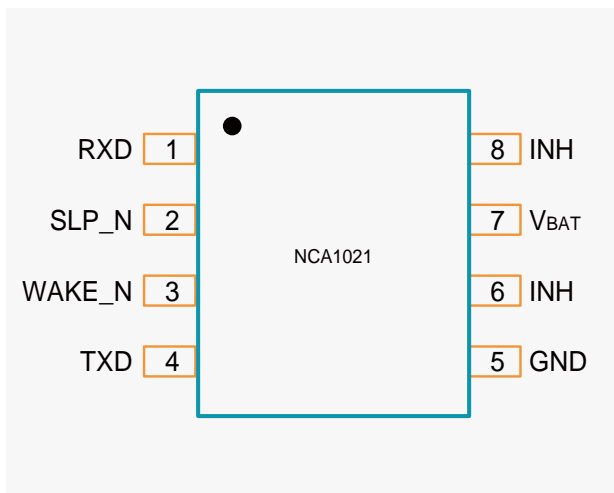 RXD 1 8 INH
SLP_N 2 7 VBAT
NCA1021
WAKE_N 3 6 INH
TXD 4 5 GND